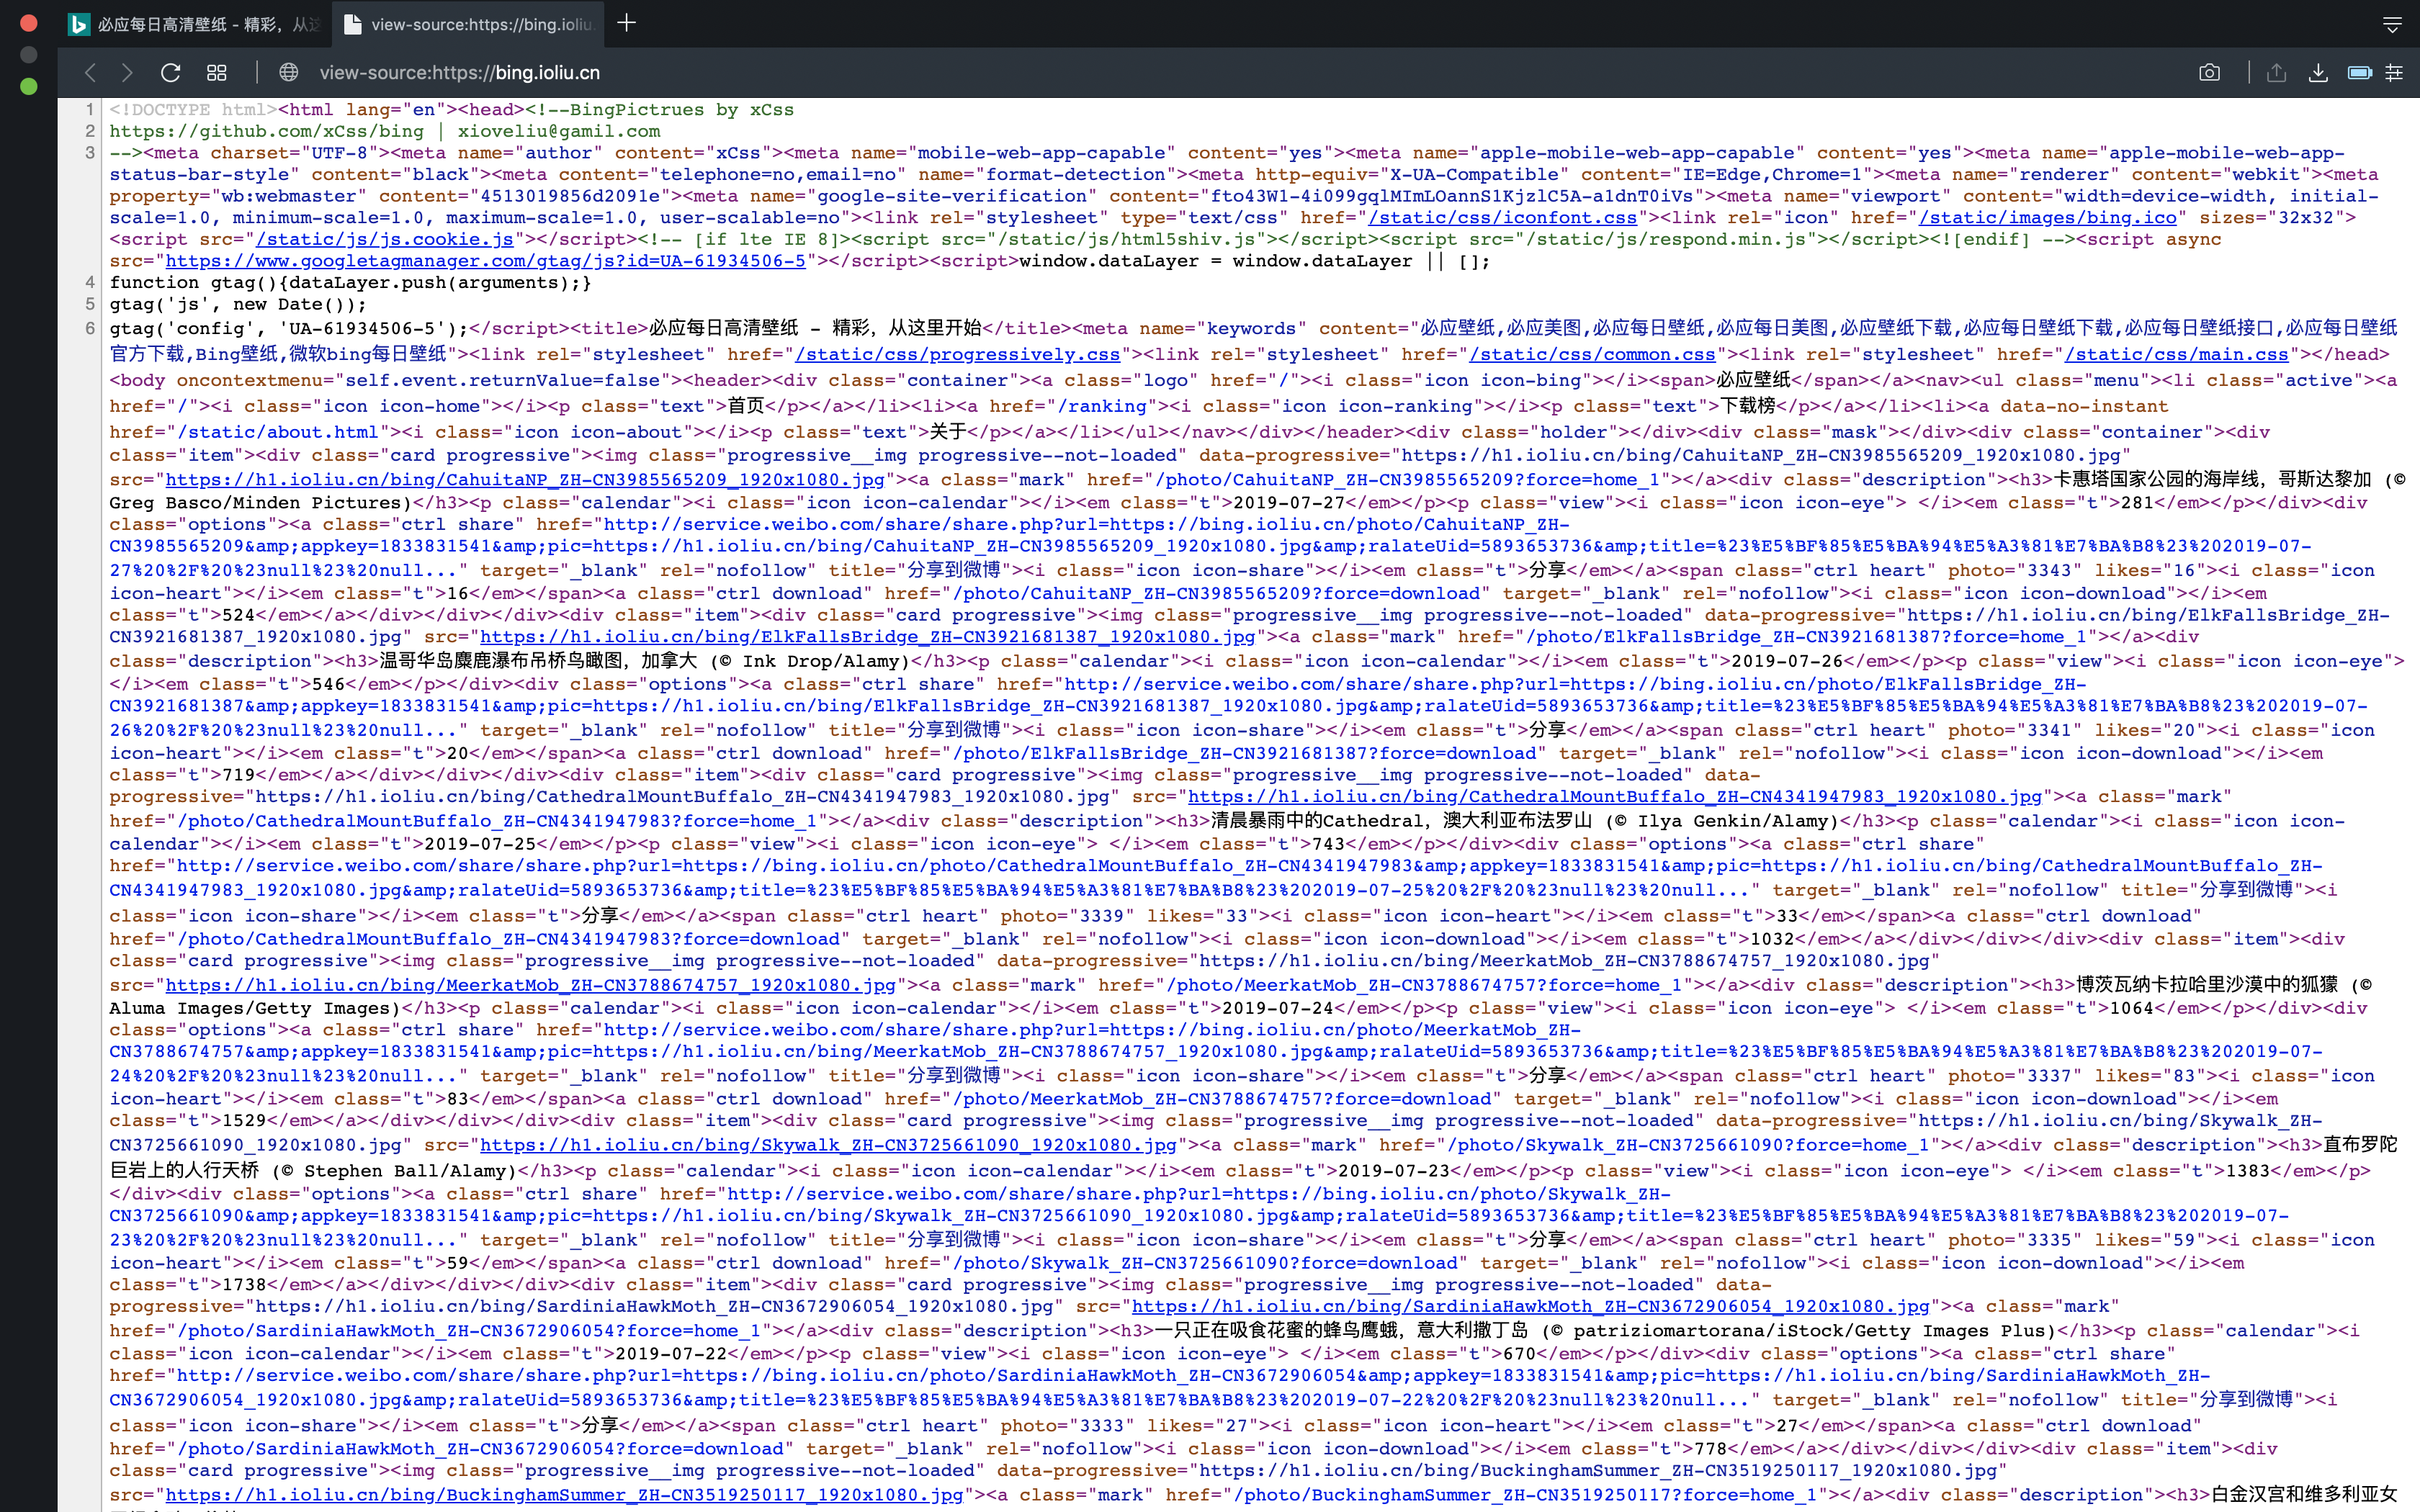 必应每日高清壁纸 - 精彩，从这
view-source:https://bing.ioliu.
view-source:https://bing.ioliu.cn
1 <!DOCTYPE html><html lang="en"><head><!--BingPictrues by xCss
2 https://github.com/xCss/bing | xioveliu@gamil.com
3 --><meta charset="UTF-8"><meta name="author" content="xCss"><meta name="mobile-web-app-capable" content="yes"><meta name="apple-mobile-web-app-capable" content="yes"><meta name="apple-mobile-web-app-
status-bar-style" content="black"><meta content="telephone=no,email=no" name="format-detection"><meta http-equiv="X-UA-Compatible" content="IE=Edge,Chrome=1"><meta name="renderer" content="webkit"><meta
property="wb:webmaster" content="4513019856d2091e"><meta name="google-site-verification" content="fto43W1-4i099gqlMImLOannS1KjzlC5A-a1dnT0iVs"><meta name="viewport" content="width=device-width, initial-
scale=1.0, minimum-scale=1.0, maximum-scale=1.0, user-scalable=no"><link rel="stylesheet" type="text/css" href="/static/css/iconfont.css"><link rel="icon" href="/static/images/bing.ico" sizes="32x32">
<script src="/static/js/js.cookie.js"></script><!-- [if lte IE 8]><script src="/static/js/html5shiv.js"></script><script src="/static/js/respond.min.js"></script><![endif] --><script async
src="https://www.googletagmanager.com/gtag/js?id=UA-61934506-5"></script><script>window.dataLayer = window.dataLayer || [];
4 function gtag(){dataLayer.push(arguments);}
5 gtag('js', new Date());
6 gtag('config', 'UA-61934506-5');</script><title>必应每日高清壁纸 - 精彩，从这里开始</title><meta name="keywords" content="必应壁纸,必应美图,必应每日壁纸,必应每日美图,必应壁纸下载,必应每日壁纸下载,必应每日壁纸接口,必应每日壁纸
官方下载,Bing壁纸,微软bing每日壁纸"><link rel="stylesheet" href="/static/css/progressively.css"><link rel="stylesheet" href="/static/css/common.css"><link rel="stylesheet" href="/static/css/main.css"></head>
<body oncontextmenu="self.event.returnValue=false"><header><div class="container"><a class="logo" href="/"><i class="icon icon-bing"></i><span>必应壁纸</span></a><nav><ul class="menu"><li class="active"><a
href="/"><i class="icon icon-home"></i><p class="text">首页</p></a></li><li><a href="/ranking"><i class="icon icon-ranking"></i><p class="text">下载榜</p></a></li><li><a data-no-instant
href="/static/about.html"><i class="icon icon-about"></i><p class="text">关于</p></a></li></ul></nav></div></header><div class="holder"></div><div class="mask"></div><div class="container"><div
class="item"><div class="card progressive"><img class="progressive__img progressive--not-loaded" data-progressive="https://h1.ioliu.cn/bing/CahuitaNP_ZH-CN3985565209_1920x1080.jpg"
src="https://h1.ioliu.cn/bing/CahuitaNP_ZH-CN3985565209_1920x1080.jpg"><a class="mark" href="/photo/CahuitaNP_ZH-CN3985565209?force=home_1"></a><div class="description"><h3>卡惠塔国家公园的海岸线，哥斯达黎加 (©
Greg Basco/Minden Pictures)</h3><p class="calendar"><i class="icon icon-calendar"></i><em class="t">2019-07-27</em></p><p class="view"><i class="icon icon-eye"> </i><em class="t">281</em></p></div><div
class="options"><a class="ctrl share" href="http://service.weibo.com/share/share.php?url=https://bing.ioliu.cn/photo/CahuitaNP_ZH-
CN3985565209&amp;appkey=1833831541&amp;pic=https://h1.ioliu.cn/bing/CahuitaNP_ZH-CN3985565209_1920x1080.jpg&amp;ralateUid=5893653736&amp;title=%23%E5%BF%85%E5%BA%94%E5%A3%81%E7%BA%B8%23%202019-07-
27%20%2F%20%23null%23%20null..." target="_blank" rel="nofollow" title="分享到微博"><i class="icon icon-share"></i><em class="t">分享</em></a><span class="ctrl heart" photo="3343" likes="16"><i class="icon
icon-heart"></i><em class="t">16</em></span><a class="ctrl download" href="/photo/CahuitaNP_ZH-CN3985565209?force=download" target="_blank" rel="nofollow"><i class="icon icon-download"></i><em
class="t">524</em></a></div></div></div><div class="item"><div class="card progressive"><img class="progressive__img progressive--not-loaded" data-progressive="https://h1.ioliu.cn/bing/ElkFallsBridge_ZH-
CN3921681387_1920x1080.jpg" src="https://h1.ioliu.cn/bing/ElkFallsBridge_ZH-CN3921681387_1920x1080.jpg"><a class="mark" href="/photo/ElkFallsBridge_ZH-CN3921681387?force=home_1"></a><div
class="description"><h3>温哥华岛麋鹿瀑布吊桥鸟瞰图，加拿大 (© Ink Drop/Alamy)</h3><p class="calendar"><i class="icon icon-calendar"></i><em class="t">2019-07-26</em></p><p class="view"><i class="icon icon-eye">
</i><em class="t">546</em></p></div><div class="options"><a class="ctrl share" href="http://service.weibo.com/share/share.php?url=https://bing.ioliu.cn/photo/ElkFallsBridge_ZH-
CN3921681387&amp;appkey=1833831541&amp;pic=https://h1.ioliu.cn/bing/ElkFallsBridge_ZH-CN3921681387_1920x1080.jpg&amp;ralateUid=5893653736&amp;title=%23%E5%BF%85%E5%BA%94%E5%A3%81%E7%BA%B8%23%202019-07-
26%20%2F%20%23null%23%20null..." target="_blank" rel="nofollow" title="分享到微博"><i class="icon icon-share"></i><em class="t">分享</em></a><span class="ctrl heart" photo="3341" likes="20"><i class="icon
icon-heart"></i><em class="t">20</em></span><a class="ctrl download" href="/photo/ElkFallsBridge_ZH-CN3921681387?force=download" target="_blank" rel="nofollow"><i class="icon icon-download"></i><em
class="t">719</em></a></div></div></div><div class="item"><div class="card progressive"><img class="progressive__img progressive--not-loaded" data-
progressive="https://h1.ioliu.cn/bing/CathedralMountBuffalo_ZH-CN4341947983_1920x1080.jpg" src="https://h1.ioliu.cn/bing/CathedralMountBuffalo_ZH-CN4341947983_1920x1080.jpg"><a class="mark"
href="/photo/CathedralMountBuffalo_ZH-CN4341947983?force=home_1"></a><div class="description"><h3>清晨暴雨中的Cathedral，澳大利亚布法罗山 (© Ilya Genkin/Alamy)</h3><p class="calendar"><i class="icon icon-
calendar"></i><em class="t">2019-07-25</em></p><p class="view"><i class="icon icon-eye"> </i><em class="t">743</em></p></div><div class="options"><a class="ctrl share"
href="http://service.weibo.com/share/share.php?url=https://bing.ioliu.cn/photo/CathedralMountBuffalo_ZH-CN4341947983&amp;appkey=1833831541&amp;pic=https://h1.ioliu.cn/bing/CathedralMountBuffalo_ZH-
CN4341947983_1920x1080.jpg&amp;ralateUid=5893653736&amp;title=%23%E5%BF%85%E5%BA%94%E5%A3%81%E7%BA%B8%23%202019-07-25%20%2F%20%23null%23%20null..." target="_blank" rel="nofollow" title="分享到微博"><i
class="icon icon-share"></i><em class="t">分享</em></a><span class="ctrl heart" photo="3339" likes="33"><i class="icon icon-heart"></i><em class="t">33</em></span><a class="ctrl download"
href="/photo/CathedralMountBuffalo_ZH-CN4341947983?force=download" target="_blank" rel="nofollow"><i class="icon icon-download"></i><em class="t">1032</em></a></div></div></div><div class="item"><div
class="card progressive"><img class="progressive__img progressive--not-loaded" data-progressive="https://h1.ioliu.cn/bing/MeerkatMob_ZH-CN3788674757_1920x1080.jpg"
src="https://h1.ioliu.cn/bing/MeerkatMob_ZH-CN3788674757_1920x1080.jpg"><a class="mark" href="/photo/MeerkatMob_ZH-CN3788674757?force=home_1"></a><div class="description"><h3>博茨瓦纳卡拉哈里沙漠中的狐獴 (©
Aluma Images/Getty Images)</h3><p class="calendar"><i class="icon icon-calendar"></i><em class="t">2019-07-24</em></p><p class="view"><i class="icon icon-eye"> </i><em class="t">1064</em></p></div><div
class="options"><a class="ctrl share" href="http://service.weibo.com/share/share.php?url=https://bing.ioliu.cn/photo/MeerkatMob_ZH-
CN3788674757&amp;appkey=1833831541&amp;pic=https://h1.ioliu.cn/bing/MeerkatMob_ZH-CN3788674757_1920x1080.jpg&amp;ralateUid=5893653736&amp;title=%23%E5%BF%85%E5%BA%94%E5%A3%81%E7%BA%B8%23%202019-07-
24%20%2F%20%23null%23%20null..." target="_blank" rel="nofollow" title="分享到微博"><i class="icon icon-share"></i><em class="t">分享</em></a><span class="ctrl heart" photo="3337" likes="83"><i class="icon
icon-heart"></i><em class="t">83</em></span><a class="ctrl download" href="/photo/MeerkatMob_ZH-CN3788674757?force=download" target="_blank" rel="nofollow"><i class="icon icon-download"></i><em
class="t">1529</em></a></div></div></div><div class="item"><div class="card progressive"><img class="progressive__img progressive--not-loaded" data-progressive="https://h1.ioliu.cn/bing/Skywalk_ZH-
CN3725661090_1920x1080.jpg" src="https://h1.ioliu.cn/bing/Skywalk_ZH-CN3725661090_1920x1080.jpg"><a class="mark" href="/photo/Skywalk_ZH-CN3725661090?force=home_1"></a><div class="description"><h3>直布罗陀
巨岩上的人行天桥 (© Stephen Ball/Alamy)</h3><p class="calendar"><i class="icon icon-calendar"></i><em class="t">2019-07-23</em></p><p class="view"><i class="icon icon-eye"> </i><em class="t">1383</em></p>
</div><div class="options"><a class="ctrl share" href="http://service.weibo.com/share/share.php?url=https://bing.ioliu.cn/photo/Skywalk_ZH-
CN3725661090&amp;appkey=1833831541&amp;pic=https://h1.ioliu.cn/bing/Skywalk_ZH-CN3725661090_1920x1080.jpg&amp;ralateUid=5893653736&amp;title=%23%E5%BF%85%E5%BA%94%E5%A3%81%E7%BA%B8%23%202019-07-
23%20%2F%20%23null%23%20null..." target="_blank" rel="nofollow" title="分享到微博"><i class="icon icon-share"></i><em class="t">分享</em></a><span class="ctrl heart" photo="3335" likes="59"><i class="icon
icon-heart"></i><em class="t">59</em></span><a class="ctrl download" href="/photo/Skywalk_ZH-CN3725661090?force=download" target="_blank" rel="nofollow"><i class="icon icon-download"></i><em
class="t">1738</em></a></div></div></div><div class="item"><div class="card progressive"><img class="progressive__img progressive--not-loaded" data-
progressive="https://h1.ioliu.cn/bing/SardiniaHawkMoth_ZH-CN3672906054_1920x1080.jpg" src="https://h1.ioliu.cn/bing/SardiniaHawkMoth_ZH-CN3672906054_1920x1080.jpg"><a class="mark"
href="/photo/SardiniaHawkMoth_ZH-CN3672906054?force=home_1"></a><div class="description"><h3>一只正在吸食花蜜的蜂鸟鹰蛾，意大利撒丁岛 (© patriziomartorana/iStock/Getty Images Plus)</h3><p class="calendar"><i
class="icon icon-calendar"></i><em class="t">2019-07-22</em></p><p class="view"><i class="icon icon-eye"> </i><em class="t">670</em></p></div><div class="options"><a class="ctrl share"
href="http://service.weibo.com/share/share.php?url=https://bing.ioliu.cn/photo/SardiniaHawkMoth_ZH-CN3672906054&amp;appkey=1833831541&amp;pic=https://h1.ioliu.cn/bing/SardiniaHawkMoth_ZH-
CN3672906054_1920x1080.jpg&amp;ralateUid=5893653736&amp;title=%23%E5%BF%85%E5%BA%94%E5%A3%81%E7%BA%B8%23%202019-07-22%20%2F%20%23null%23%20null..." target="_blank" rel="nofollow" title="分享到微博"><i
class="icon icon-share"></i><em class="t">分享</em></a><span class="ctrl heart" photo="3333" likes="27"><i class="icon icon-heart"></i><em class="t">27</em></span><a class="ctrl download"
href="/photo/SardiniaHawkMoth_ZH-CN3672906054?force=download" target="_blank" rel="nofollow"><i class="icon icon-download"></i><em class="t">778</em></a></div></div></div><div class="item"><div
class="card progressive"><img class="progressive__img progressive--not-loaded" data-progressive="https://h1.ioliu.cn/bing/BuckinghamSummer_ZH-CN3519250117_1920x1080.jpg"
src="https://h1.ioliu.cn/bing/BuckinghamSummer_ZH-CN3519250117_1920x1080.jpg"><a class="mark" href="/photo/BuckinghamSummer_ZH-CN3519250117?force=home_1"></a><div class="description"><h3>白金汉宫和维多利亚女